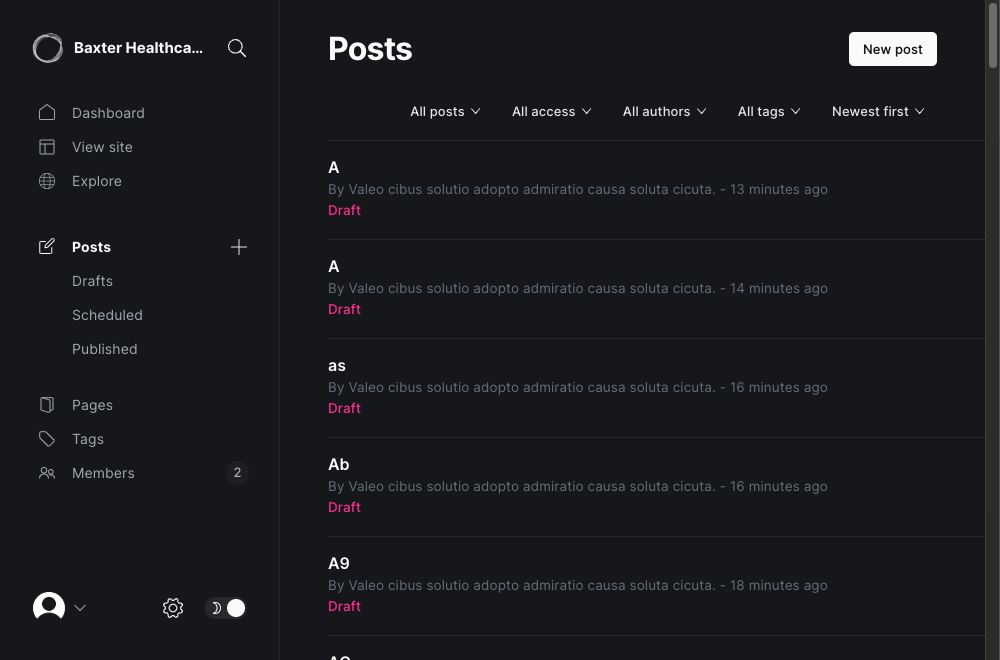 Baxter Healthca...
Dashboard
View site
Explore
Posts
Drafts
Scheduled
Published
Pages
Tags
Members 2
Posts
New post
All posts All access All authors All tags Newest first
A
By Valeo cibus solutio adopto admiratio causa soluta cicuta. - 13 minutes ago
Draft
A
By Valeo cibus solutio adopto admiratio causa soluta cicuta. - 14 minutes ago
Draft
as
By Valeo cibus solutio adopto admiratio causa soluta cicuta. - 16 minutes ago
Draft
Ab
By Valeo cibus solutio adopto admiratio causa soluta cicuta. - 16 minutes ago
Draft
A9
By Valeo cibus solutio adopto admiratio causa soluta cicuta. - 18 minutes ago
Draft